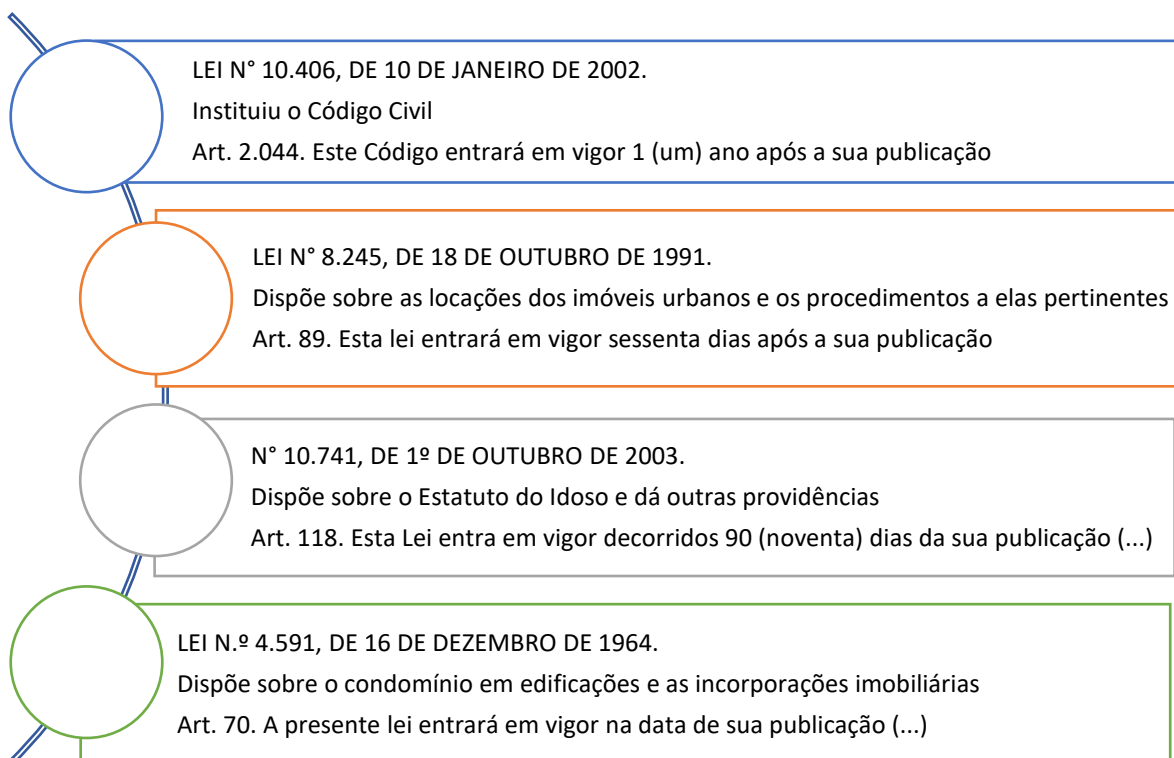 LEI N° 10.406, DE 10 DE JANEIRO DE 2002.
Instituiu o Código Civil
Art. 2.044. Este Código entrará em vigor 1 (um) ano após a sua publicação
LEI N° 8.245, DE 18 DE OUTUBRO DE 1991.
Dispõe sobre as locações dos imóveis urbanos e os procedimentos a elas pertinentes
Art. 89. Esta lei entrará em vigor sessenta dias após a sua publicação
N° 10.741, DE 1º DE OUTUBRO DE 2003.
Dispõe sobre o Estatuto do Idoso e dá outras providências
Art. 118. Esta Lei entra em vigor decorridos 90 (noventa) dias da sua publicação (...)
LEI N.º 4.591, DE 16 DE DEZEMBRO DE 1964.
Dispõe sobre o condomínio em edificações e as incorporações imobiliárias
Art. 70. A presente lei entrará em vigor na data de sua publicação (...)